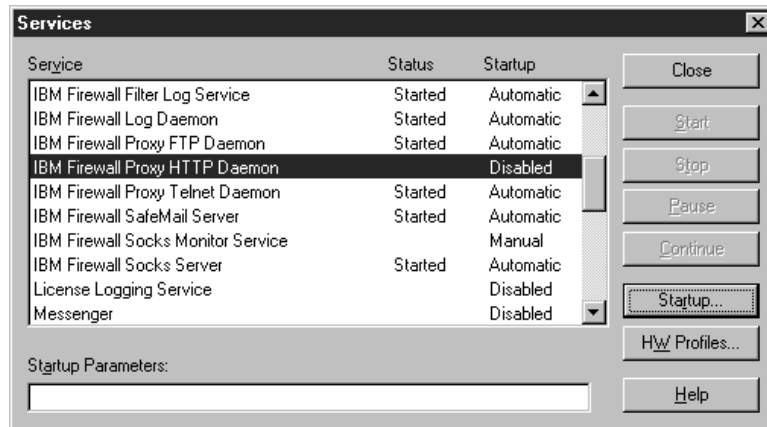 Services
Service Status Startup
IBM Firewall Filter Log Service Started Automatic
IBM Firewall Log Daemon Started Automatic
IBM Firewall Proxy FTP Daemon Started Automatic
IBM Firewall Proxy HTTP Daemon Disabled
IBM Firewall Proxy Telnet Daemon Started Automatic
IBM Firewall SafeMail Server Started Automatic
IBM Firewall Socks Monitor Service Manual
IBM Firewall Socks Server Started Automatic
License Logging Service Disabled
Messenger Disabled
Startup Parameters:
Close
Start
Stop
Pause
Continue
Startup...
HW Profiles...
Help